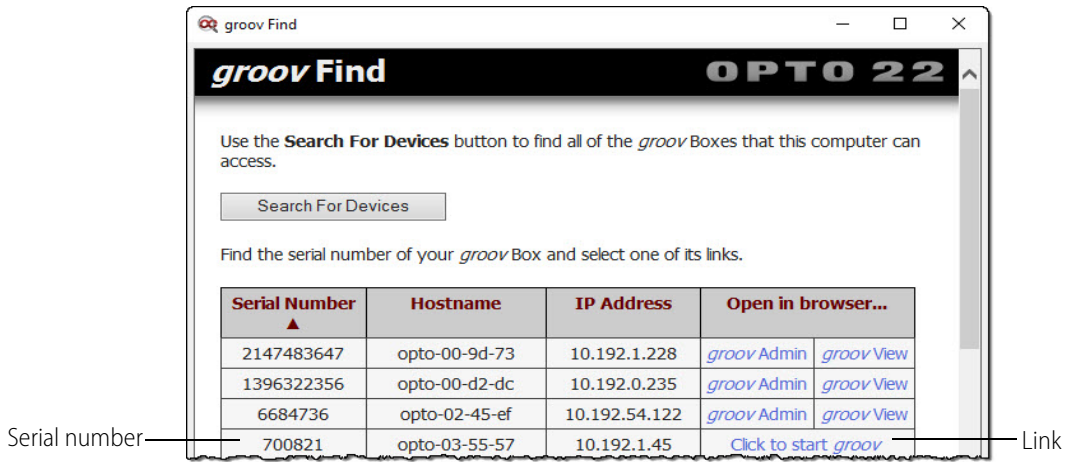 groov Find
groov Find OPTO 22
Use the Search For Devices button to find all of the groov Boxes that this computer can
access.
Search For Devices
Find the serial number of your groov Box and select one of its links.
Serial Number ▲ Hostname IP Address Open in browser...
2147483647 opto-00-9d-73 10.192.1.228 groov Admin groov View
1396322356 opto-00-d2-dc 10.192.0.235 groov Admin groov View
6684736 opto-02-45-ef 10.192.54.122 groov Admin groov View
Serial number 700821 opto-03-55-57 10.192.1.45 Click to start groov Link